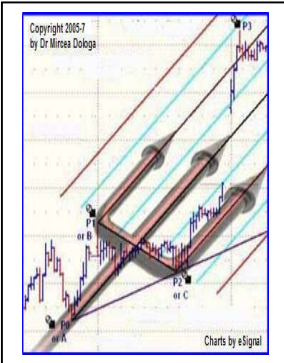 Copyright 2005-7
by Dr Mircea Dologa
P3
P1
or B
P2
or C
P0
or A
Charts by eSignal